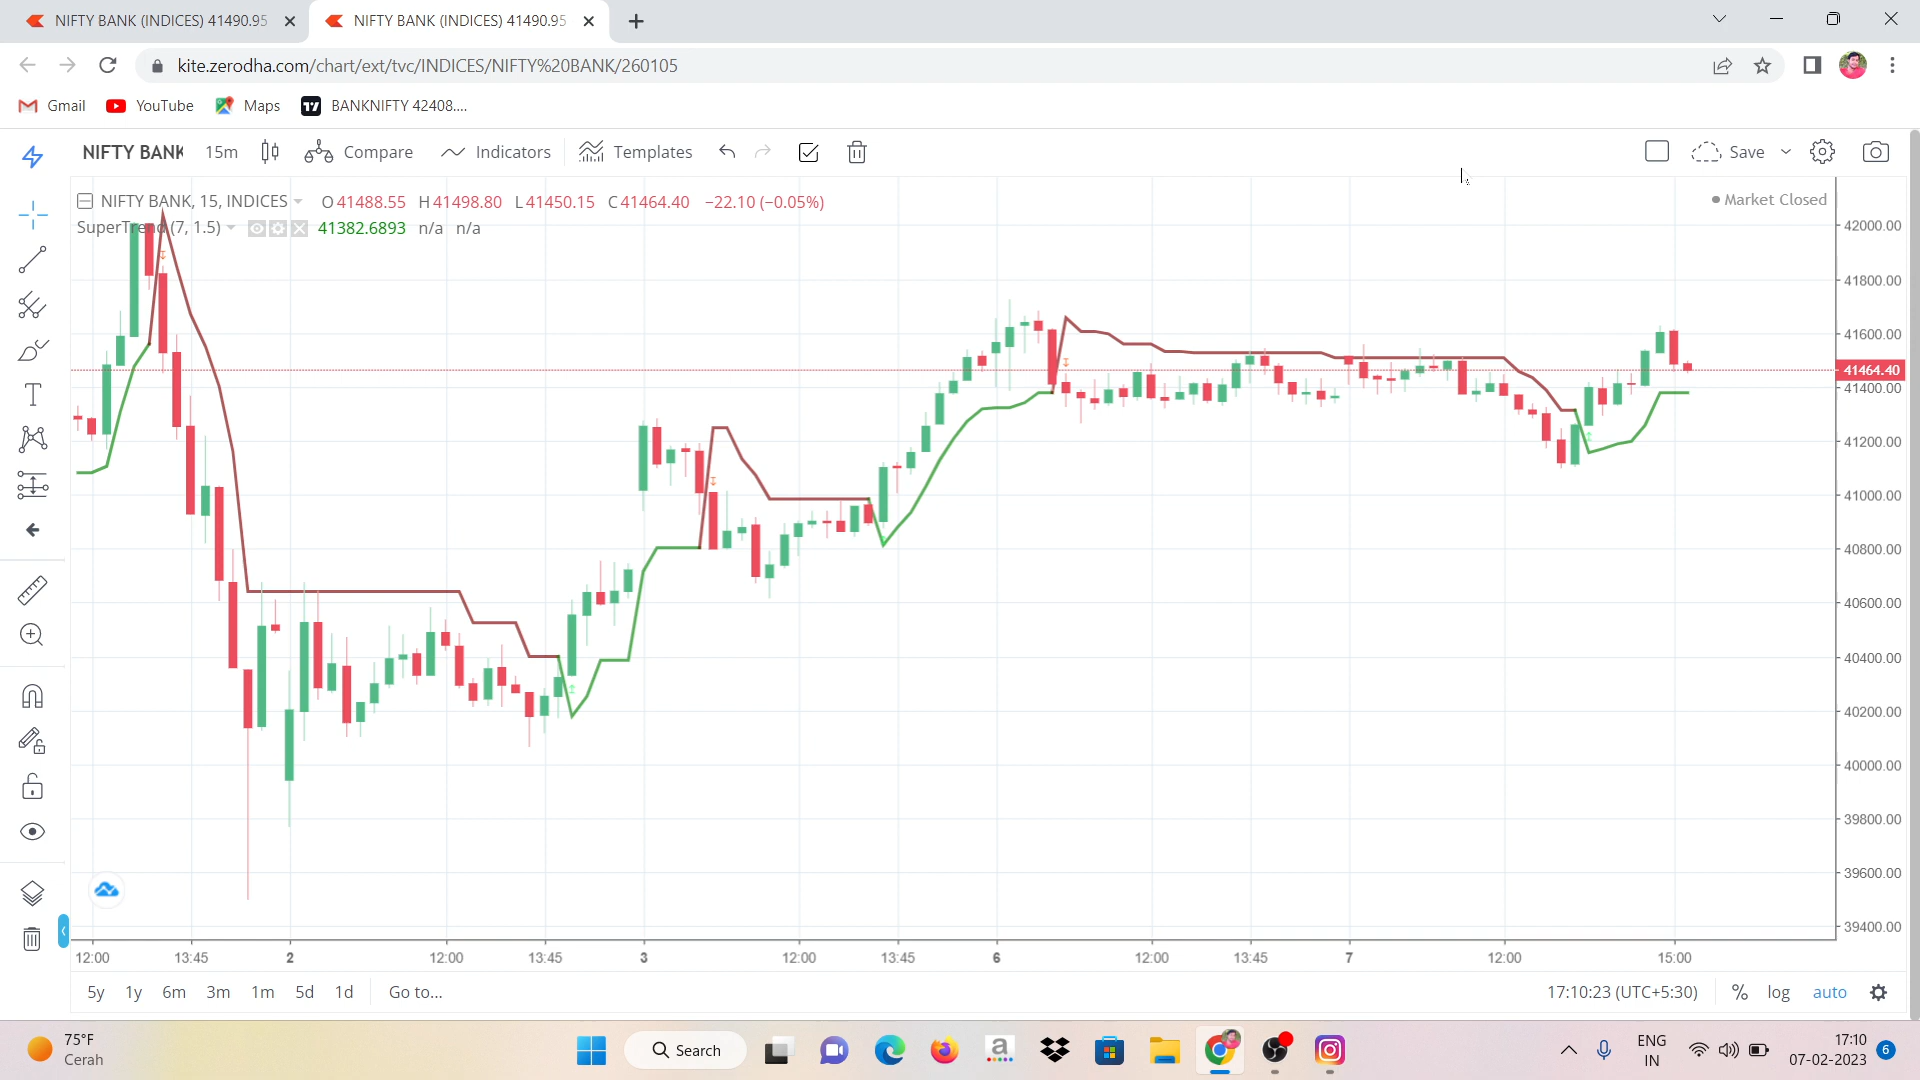 NIFTY BANK (INDICES) 41490.95
NIFTY BANK (INDICES) 41490.95
kite.zerodha.com/chart/ext/tvc/INDICES/NIFTY%20BANK/260105
Gmail YouTube Maps BANKNIFTY 42408....
NIFTY BANK 15m Compare Indicators Templates Save
NIFTY BANK, 15, INDICES O41488.55 H41498.80 L41450.15 C41464.40 −22.10 (−0.05%)
Market Closed
SuperTrend (7, 1.5) 41382.6893 n/a n/a
42000.00
41800.00
41600.00
41464.40
41400.00
41200.00
41000.00
40800.00
40600.00
40400.00
40200.00
40000.00
39800.00
39600.00
39400.00
12:00 13:45 2 12:00 13:45 3 12:00 13:45 6 12:00 13:45 7 12:00 15:00
5y 1y 6m 3m 1m 5d 1d Go to... 17:10:23 (UTC+5:30) % log auto
75°F
Cerah
Search
ENG
IN
17:10
07-02-2023
6